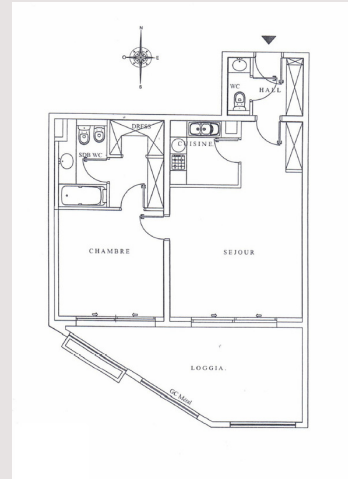 N
O
E
S
WC
HALL
DRESS
CUISINE
SDB WC
CHAMBRE
SEJOUR
LOGGIA.
GC Métal